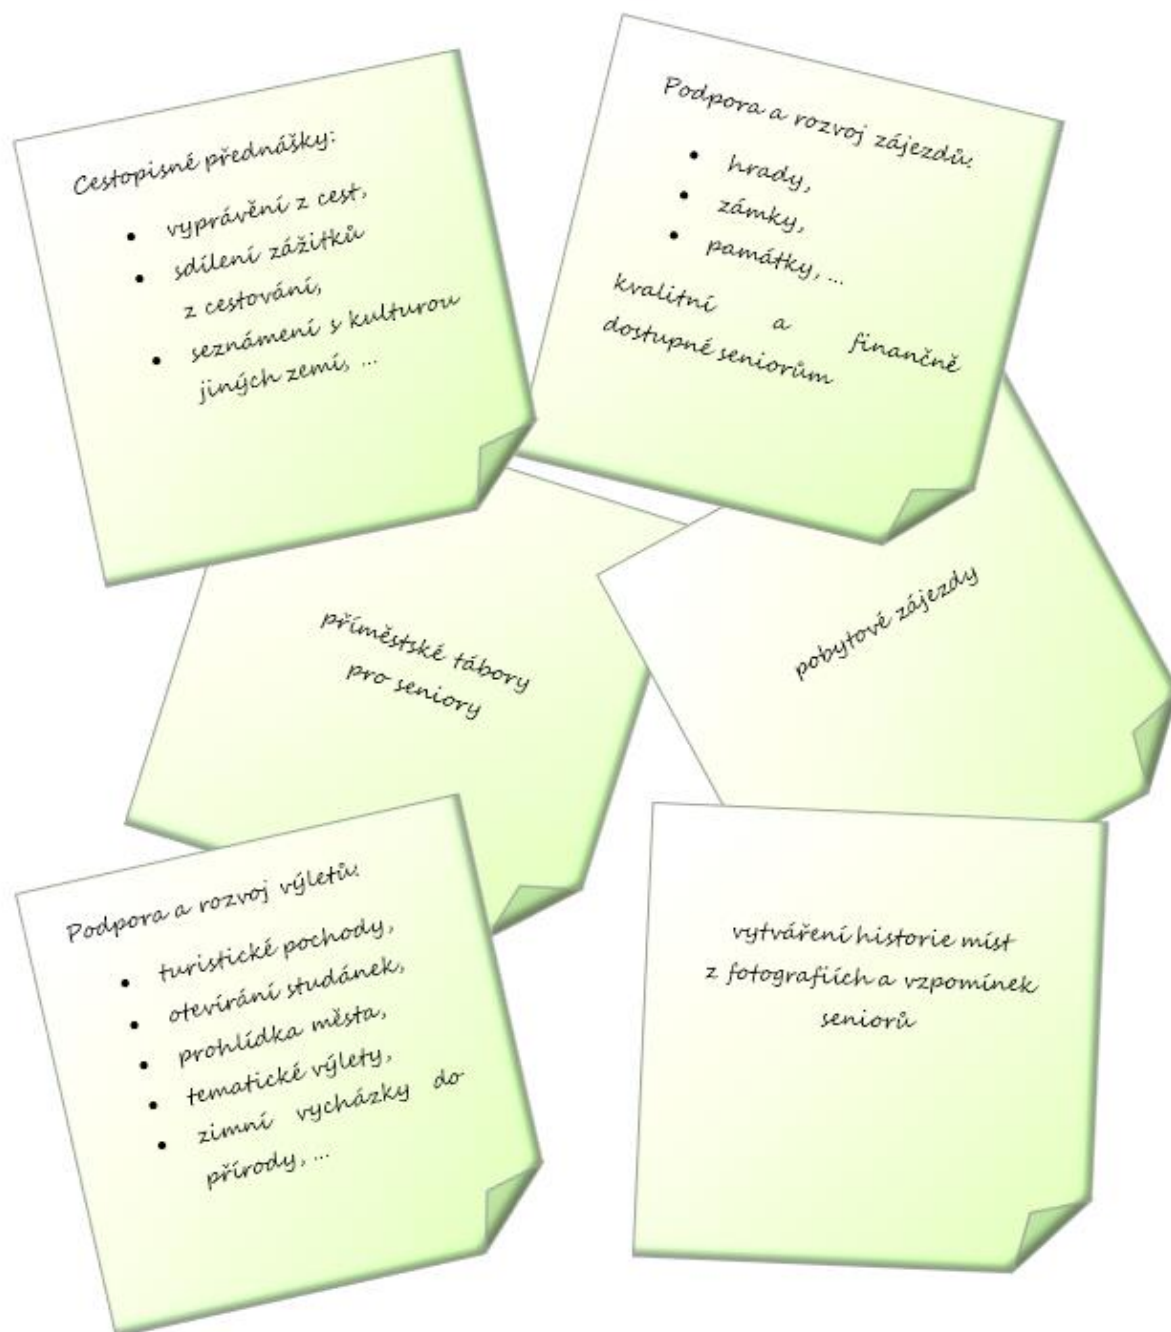 Cestopisné přednášky:
• vyprávění z cest,
• sdílení zážitků
z cestování,
• seznámení s kulturou
jiných zemí, ...
Podpora a rozvoj zájezdů:
• hrady,
• zámky,
• památky, ...
kvalitní a finančně
dostupné seniorům
příměstské tábory
pro seniory
pobytové zájezdy
Podpora a rozvoj výletů:
• turistické pochody,
• otevírání studánek,
• prohlídka města,
• tematické výlety,
• zimní vycházky do
přírody, ...
vytváření historie míst
z fotografiích a vzpomínek
seniorů